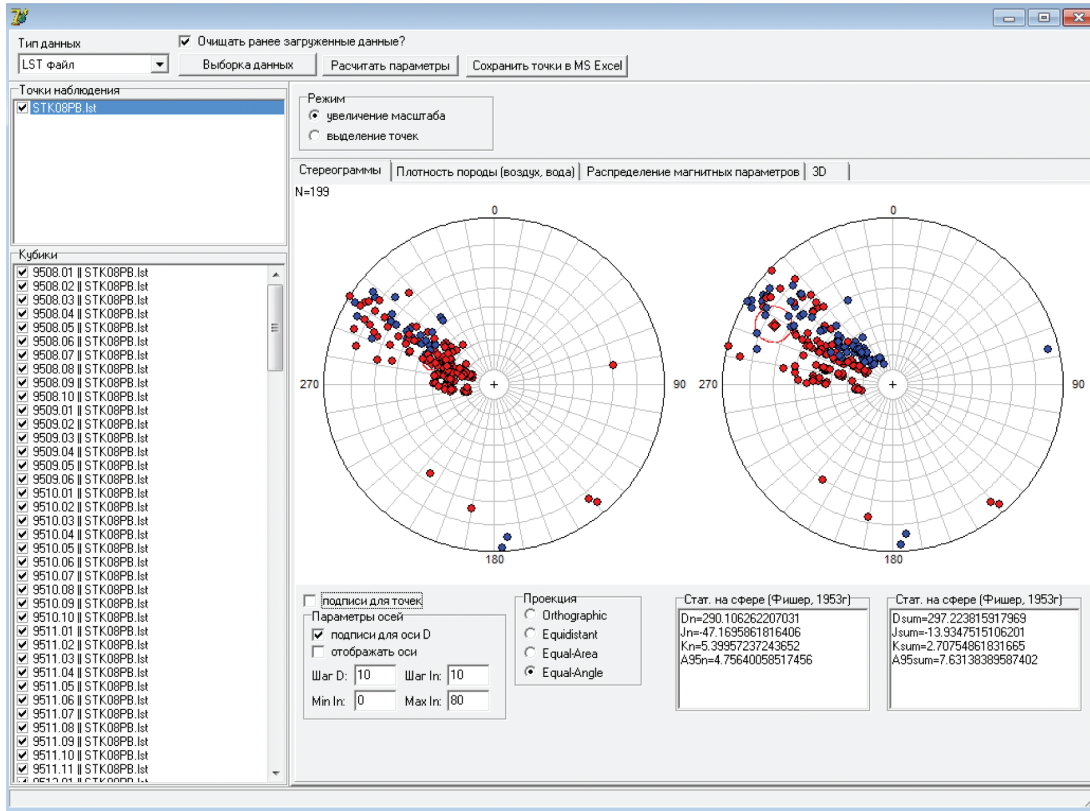 Тип данных
Очищать ранее загруженные данные?
LST файл
Выборка данных
Расчитать параметры
Сохранить точки в MS Excel
Точки наблюдения
STK08PB.lst
Режим
увеличение масштаба
выделение точек
Стереограммы
Плотность породы (воздух, вода)
Распределение магнитных параметров
3D
N=199
0
90
180
270
0
90
180
270
Кубики
9508.01 || STK08PB.lst
9508.02 || STK08PB.lst
9508.03 || STK08PB.lst
9508.04 || STK08PB.lst
9508.05 || STK08PB.lst
9508.06 || STK08PB.lst
9508.07 || STK08PB.lst
9508.08 || STK08PB.lst
9508.09 || STK08PB.lst
9508.10 || STK08PB.lst
9509.01 || STK08PB.lst
9509.02 || STK08PB.lst
9509.03 || STK08PB.lst
9509.04 || STK08PB.lst
9509.05 || STK08PB.lst
9509.06 || STK08PB.lst
9510.01 || STK08PB.lst
9510.02 || STK08PB.lst
9510.03 || STK08PB.lst
9510.04 || STK08PB.lst
9510.05 || STK08PB.lst
9510.06 || STK08PB.lst
9510.07 || STK08PB.lst
9510.08 || STK08PB.lst
9510.09 || STK08PB.lst
9510.10 || STK08PB.lst
9511.01 || STK08PB.lst
9511.02 || STK08PB.lst
9511.03 || STK08PB.lst
9511.04 || STK08PB.lst
9511.05 || STK08PB.lst
9511.06 || STK08PB.lst
9511.07 || STK08PB.lst
9511.08 || STK08PB.lst
9511.09 || STK08PB.lst
9511.10 || STK08PB.lst
9511.11 || STK08PB.lst
подписи для точек
Параметры осей
подписи для оси D
отображать оси
Шаг D: 10 Шаг In: 10
Min In: 0 Max In: 80
Проекция
Orthographic
Equidistant
Equal-Area
Equal-Angle
Стат. на сфере (Фишер, 1953г)
Dn=290.106262207031
Jn=-47.1695861816406
Kn=5.39957237243652
A95n=4.75640058517456
Стат. на сфере (Фишер, 1953г)
Dsum=297.223815917969
Jsum=-13.9347515106201
Ksum=2.70754861831665
A95sum=7.63138389587402